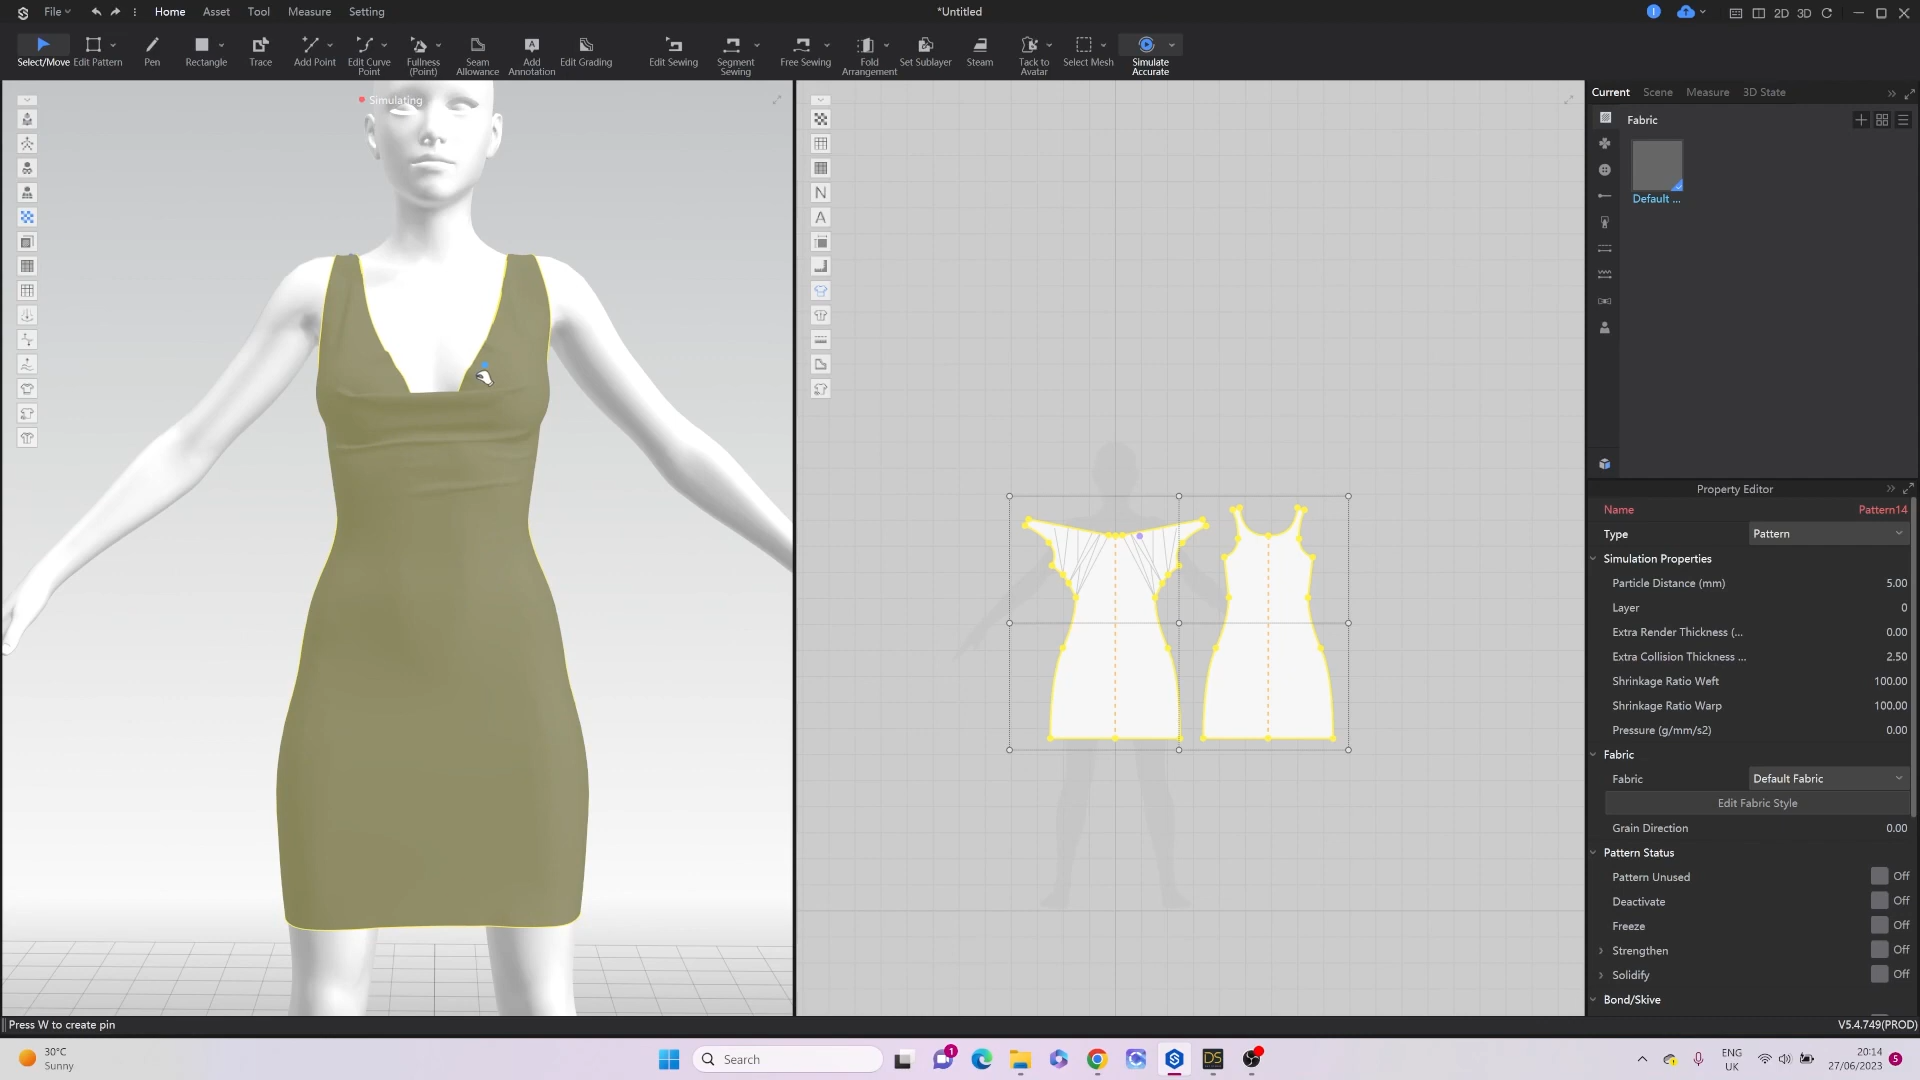 File
Home
Asset
Tool
Measure
Setting
*Untitled
I
2D
3D
Select/Move
Edit Pattern
Pen
Rectangle
Trace
Add Point
Edit Curve
Point
Fullness
(Point)
Seam
Allowance
Add
Annotation
Edit Grading
Edit Sewing
Segment
Sewing
Free Sewing
Fold
Arrangement
Set Sublayer
Steam
Tack to
Avatar
Select Mesh
Simulate
Accurate
Simulating
N
A
Current
Scene
Measure
3D State
Fabric
Default ...
Property Editor
Name
Pattern14
Type
Pattern
Simulation Properties
Particle Distance (mm)
5.00
Layer
0
Extra Render Thickness (...
0.00
Extra Collision Thickness ...
2.50
Shrinkage Ratio Weft
100.00
Shrinkage Ratio Warp
100.00
Pressure (g/mm/s2)
0.00
Fabric
Fabric
Default Fabric
Edit Fabric Style
Grain Direction
0.00
Pattern Status
Pattern Unused
Off
Deactivate
Off
Freeze
Off
Strengthen
Off
Solidify
Off
Bond/Skive
Press W to create pin
V5.4.749(PROD)
30°C
Sunny
Search
1
DS
ENG
UK
20:14
27/06/2023
5